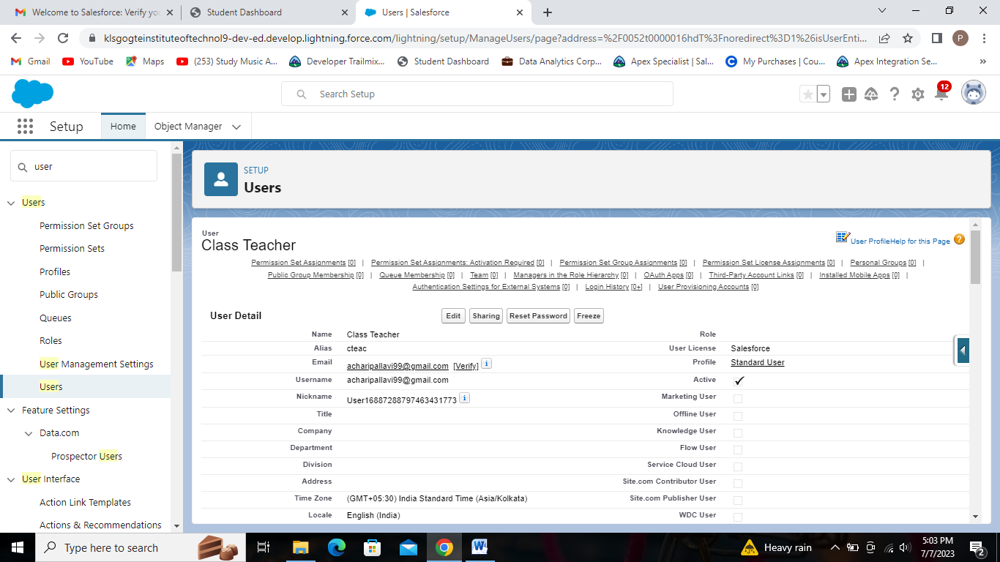 Welcome to Salesforce: Verify you
Student Dashboard
Users | Salesforce
klsgogteinstituteoftechnol9-dev-ed.develop.lightning.force.com/lightning/setup/ManageUsers/page?address=%2F0052t0000016hdT%3Fnoredirect%3D1%26isUserEnti...
P
Gmail
YouTube
Maps
(253) Study Music A...
Developer Trailmix...
Student Dashboard
Data Analytics Corp...
Apex Specialist | Sal...
My Purchases | Cou...
Apex Integration Se...
Search Setup
12
Setup
Home
Object Manager
user
Users
Permission Set Groups
Permission Sets
Profiles
Public Groups
Queues
Roles
User Management Settings
Users
Feature Settings
Data.com
Prospector Users
User Interface
Action Link Templates
Actions & Recommendations
SETUP
Users
User
Class Teacher
User ProfileHelp for this Page
Permission Set Assignments [0] | Permission Set Assignments: Activation Required [0] | Permission Set Group Assignments [0] | Permission Set License Assignments [0] | Personal Groups [0] |
Public Group Membership [0] | Queue Membership [0] | Team [0] | Managers in the Role Hierarchy [0] | OAuth Apps [0] | Third-Party Account Links [0] | Installed Mobile Apps [0] |
Authentication Settings for External Systems [0] | Login History [0+] | User Provisioning Accounts [0]
User Detail
Edit Sharing Reset Password Freeze
Name Class Teacher Role
Alias cteac User License Salesforce
Email acharipallavi99@gmail.com [Verify] i Profile Standard User
Username acharipallavi99@gmail.com Active ✓
Nickname User16887288797463431773 i Marketing User
Title Offline User
Company Knowledge User
Department Flow User
Division Service Cloud User
Address Site.com Contributor User
Time Zone (GMT+05:30) India Standard Time (Asia/Kolkata) Site.com Publisher User
Locale English (India) WDC User
Type here to search
Heavy rain
5:03 PM
7/7/2023
2